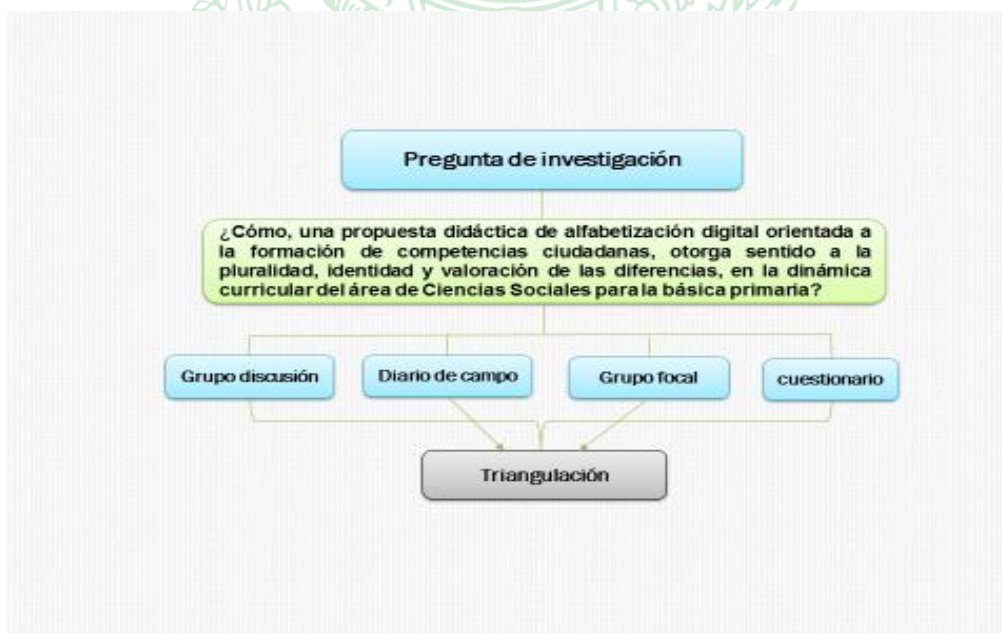 Pregunta de investigación
¿Cómo, una propuesta didáctica de alfabetización digital orientada a
la formación de competencias ciudadanas, otorga sentido a la
pluralidad, identidad y valoración de las diferencias, en la dinámica
curricular del área de Ciencias Sociales para la básica primaria?
Grupo discusión
Diario de campo
Grupo focal
cuestionario
Triangulación